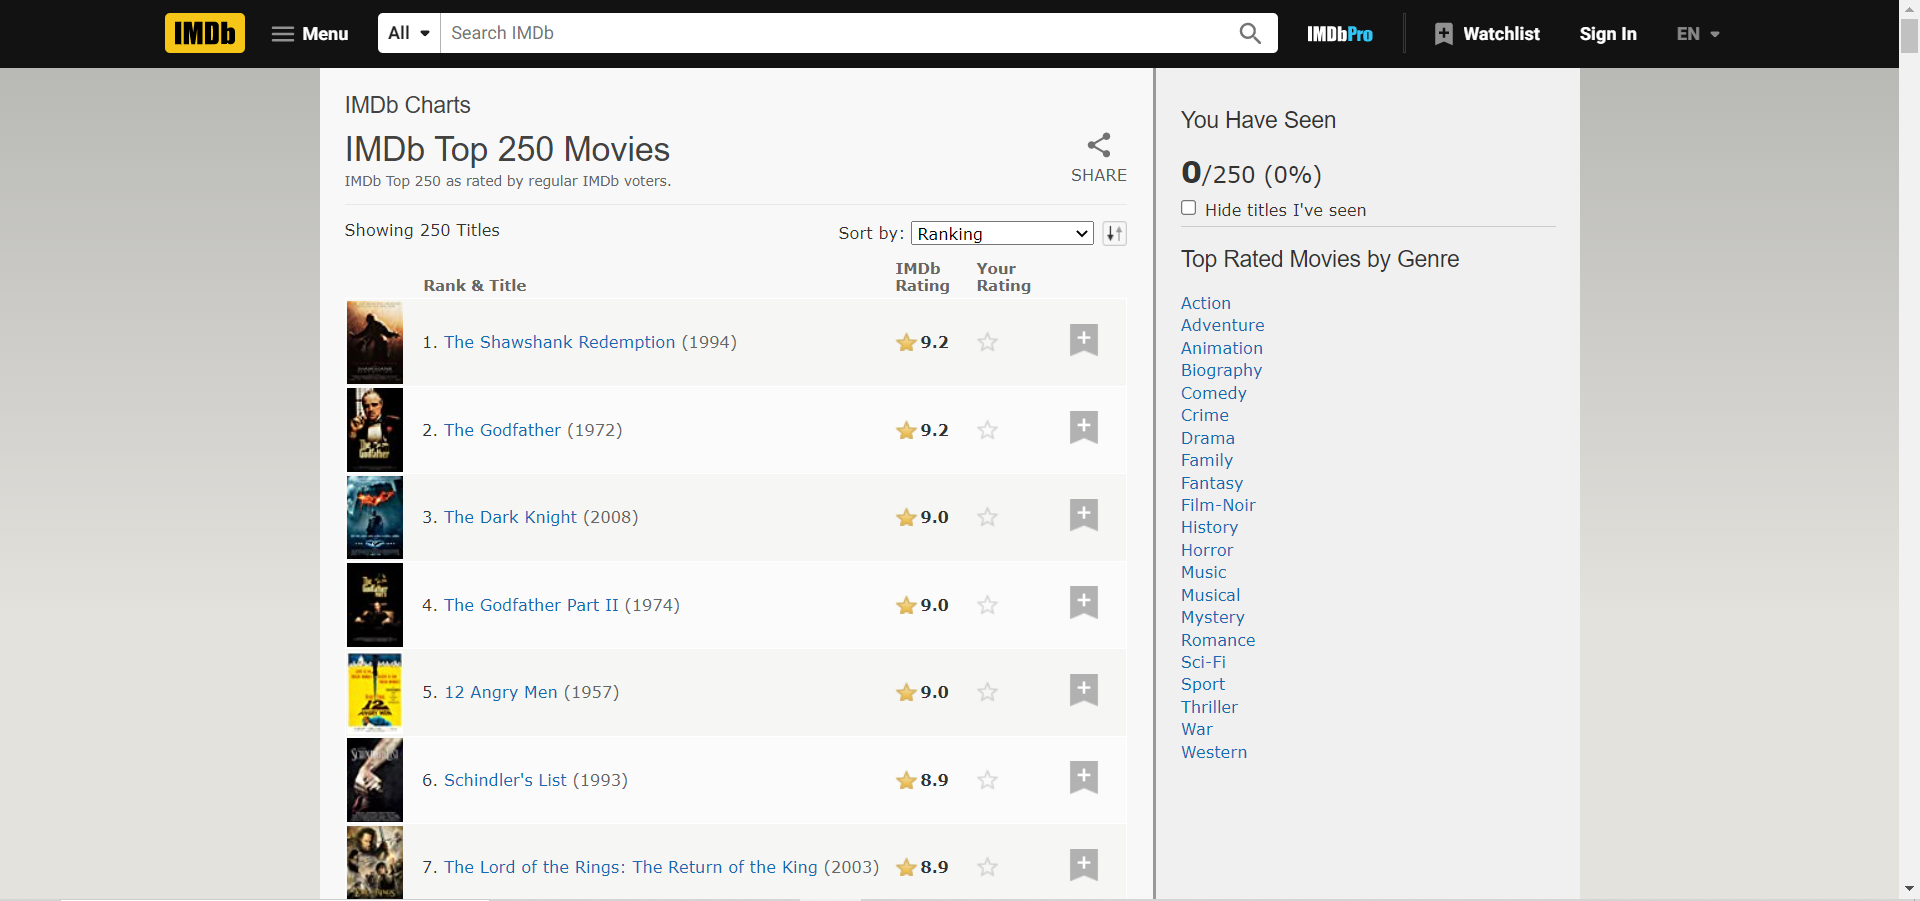 IMDb Menu All Search IMDb IMDbPro Watchlist Sign In EN
IMDb Charts
IMDb Top 250 Movies
IMDb Top 250 as rated by regular IMDb voters.
SHARE
Showing 250 Titles
Sort by: Ranking
Rank & Title IMDb Rating Your Rating
1. The Shawshank Redemption (1994) 9.2
2. The Godfather (1972) 9.2
3. The Dark Knight (2008) 9.0
4. The Godfather Part II (1974) 9.0
5. 12 Angry Men (1957) 9.0
6. Schindler's List (1993) 8.9
7. The Lord of the Rings: The Return of the King (2003) 8.9
You Have Seen
0/250 (0%)
Hide titles I've seen
Top Rated Movies by Genre
Action
Adventure
Animation
Biography
Comedy
Crime
Drama
Family
Fantasy
Film-Noir
History
Horror
Music
Musical
Mystery
Romance
Sci-Fi
Sport
Thriller
War
Western